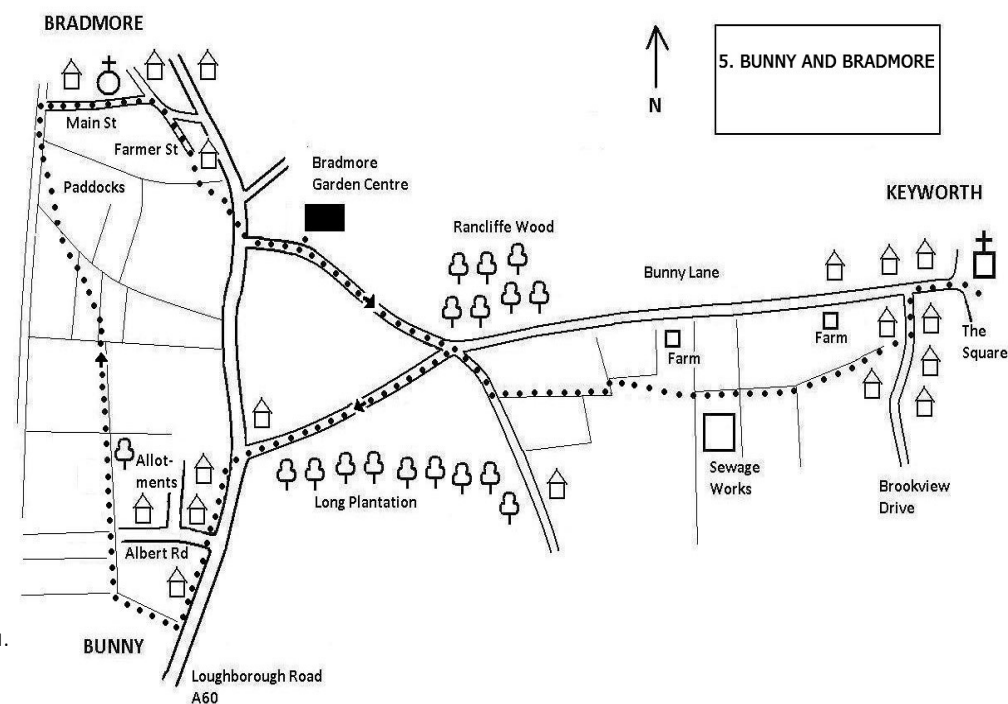 BRADMORE
5. BUNNY AND BRADMORE
N
Main St
Farmer St
Bradmore
Garden Centre
Paddocks
KEYWORTH
Rancliffe Wood
Bunny Lane
The
Square
Farm
Farm
Allot-
ments
Sewage
Works
Long Plantation
Brookview
Drive
Albert Rd
BUNNY
Loughborough Road
A60